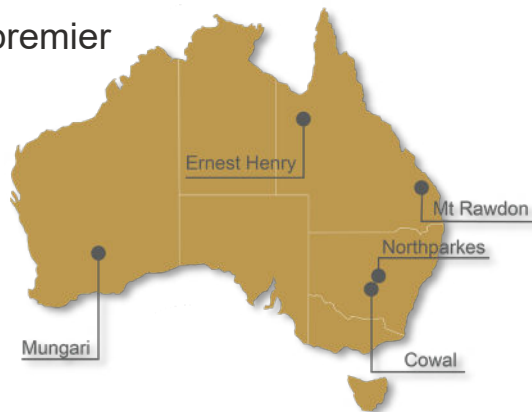 premier
Ernest Henry
Mt Rawdon
Northparkes
Mungari
Cowal